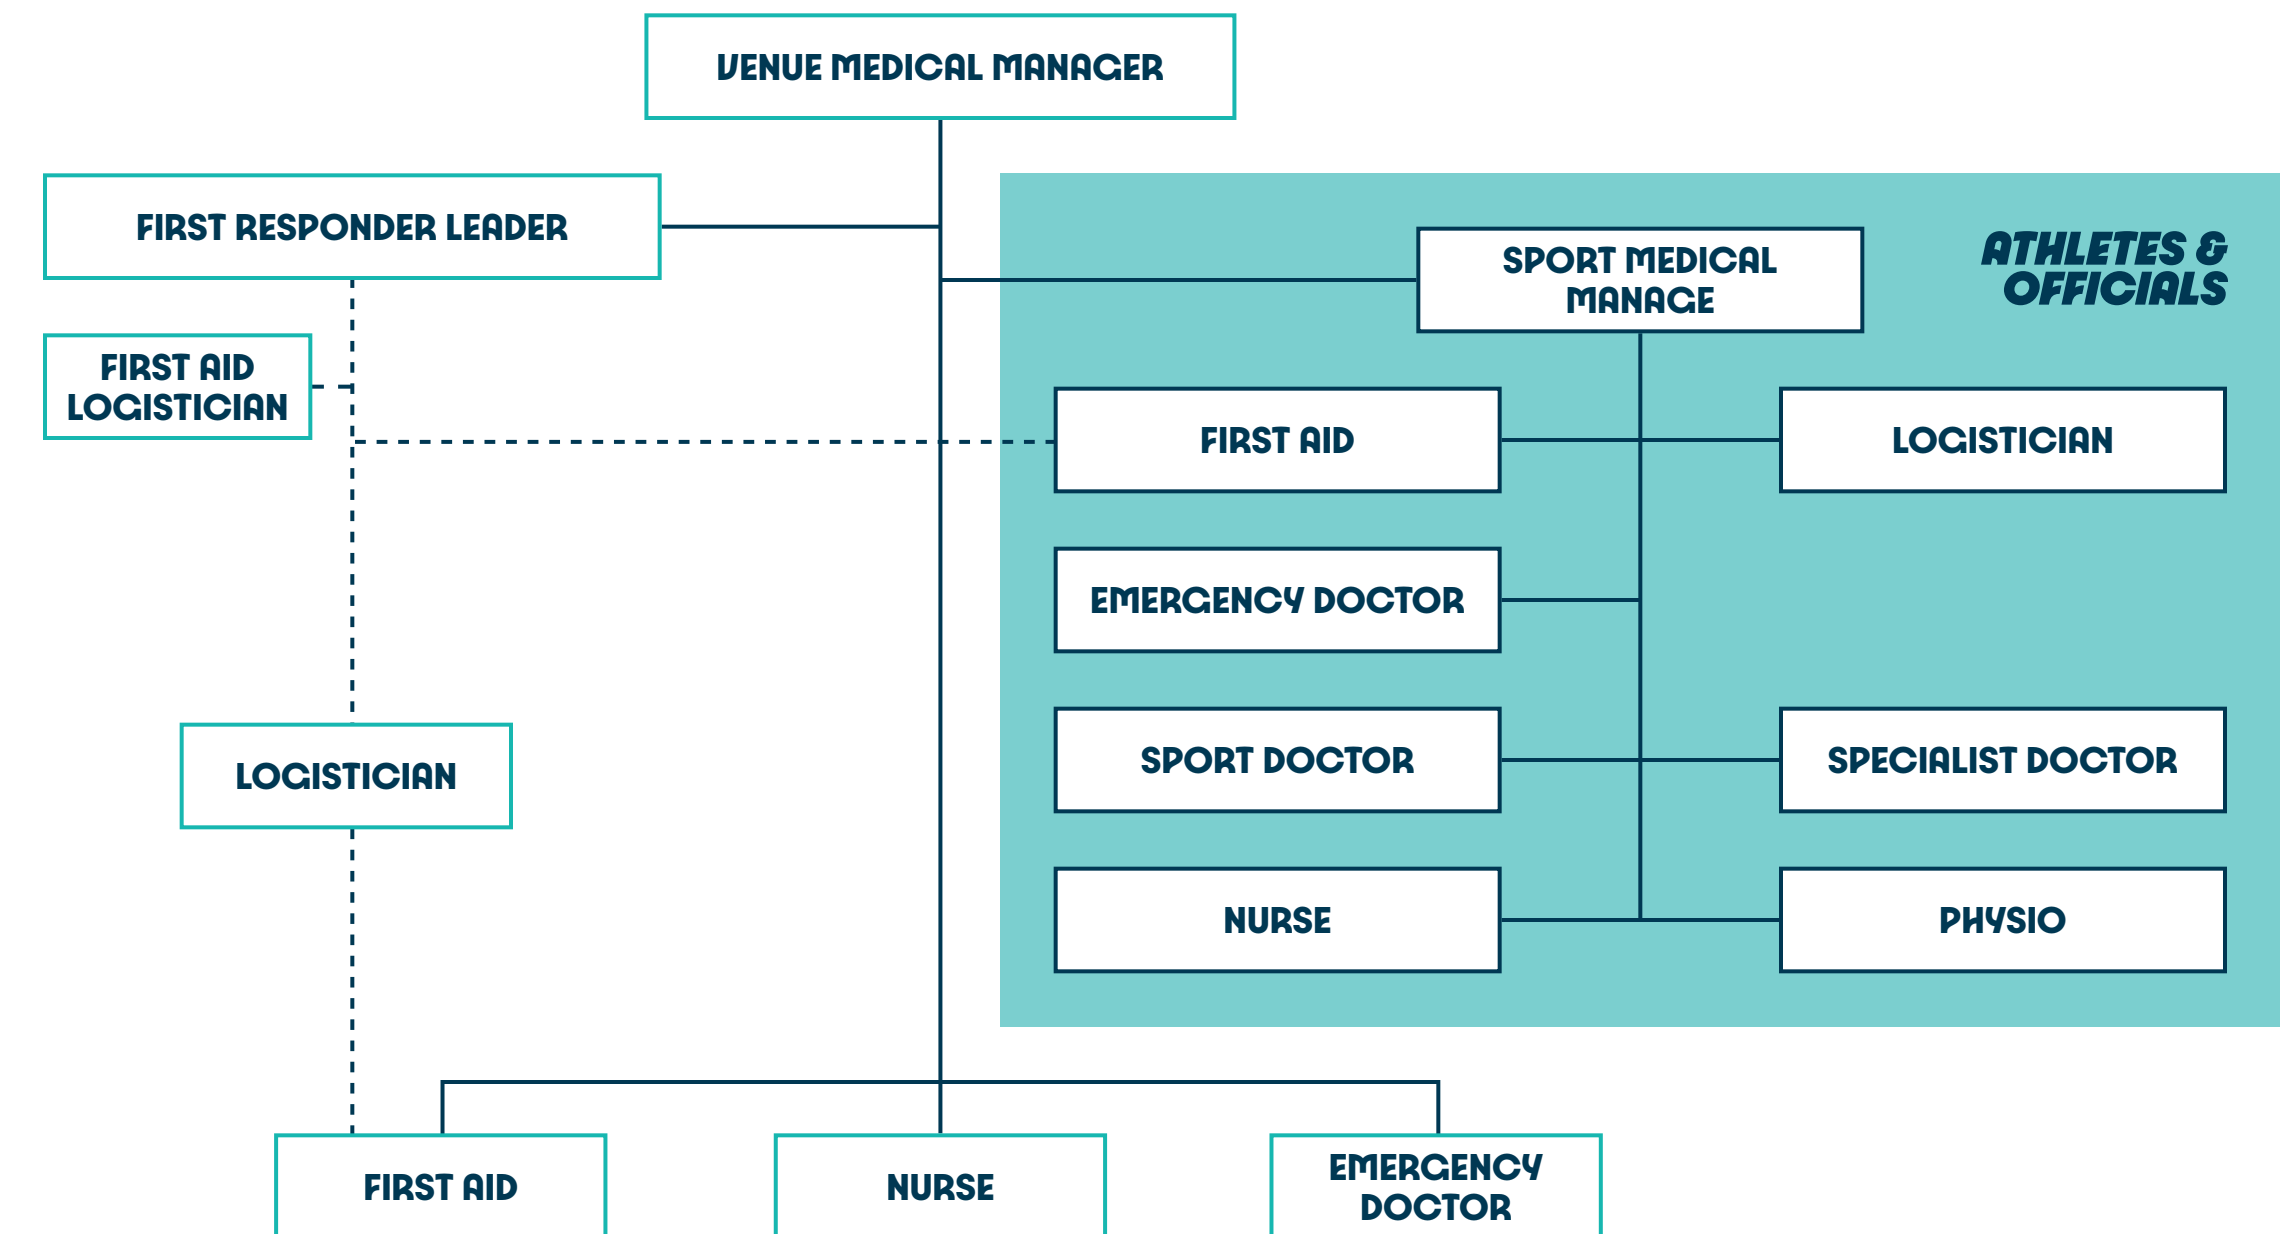 VENUE MEDICAL MANAGER
FIRST RESPONDER LEADER
SPORT MEDICAL
MANAGE
ATHLETES &
OFFICIALS
FIRST AID
LOGISTICIAN
FIRST AID
LOGISTICIAN
EMERGENCY DOCTOR
SPORT DOCTOR
SPECIALIST DOCTOR
LOGISTICIAN
NURSE
PHYSIO
FIRST AID
NURSE
EMERGENCY
DOCTOR